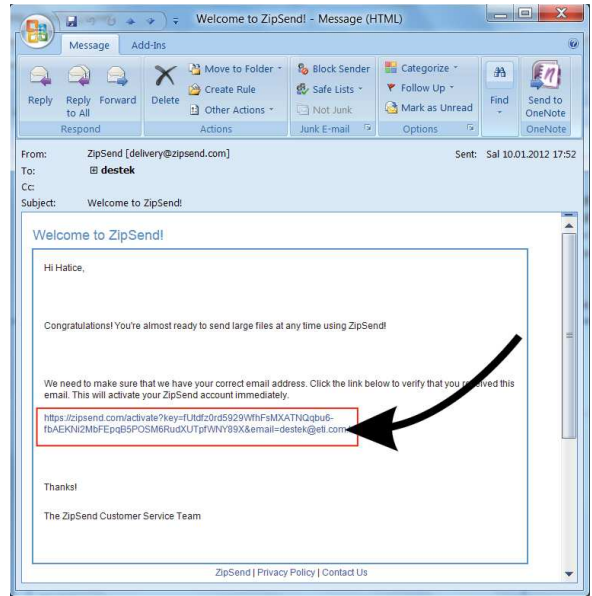 Welcome to ZipSend! - Message (HTML)
Message Add-Ins
Reply
Reply to All
Forward
Delete
Move to Folder
Create Rule
Other Actions
Block Sender
Safe Lists
Not Junk
Categorize
Follow Up
Mark as Unread
Find
Send to OneNote
Respond Actions Junk E-mail Options OneNote
From: ZipSend [delivery@zipsend.com] Sent: Sal 10.01.2012 17:52
To: destek
Cc:
Subject: Welcome to ZipSend!
Welcome to ZipSend!
Hi Hatice,
Congratulations! You're almost ready to send large files at any time using ZipSend!
We need to make sure that we have your correct email address. Click the link below to verify that you received this
email. This will activate your ZipSend account immediately.
https://zipsend.com/activate?key=fUtdfz0rd5929WfhFsMXATNQqbu6-
fbAEKNi2MbFEpqB5POSM6RudXUTpfWNY89X&email=destek@eti.com
Thanks!
The ZipSend Customer Service Team
ZipSend | Privacy Policy | Contact Us